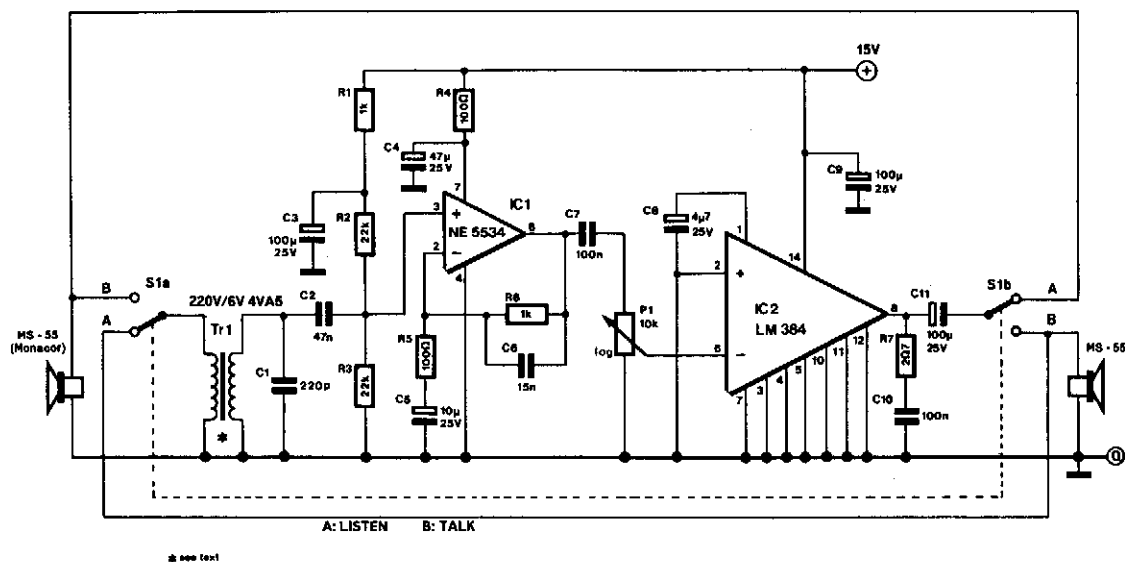 15V
R1
1k
R4
100Ω
C4
47µ
25V
C9
100µ
25V
C3
100µ
25V
R2
22k
7
3
+
IC1
NE 5534
6
2
−
4
C7
100n
C8
4µ7
25V
1
2
+
14
IC2
LM 384
8
6
−
7
3
4
5
10
11
12
P1
10k
log
S1a
B
A
MS - 55
(Monacor)
220V/6V 4VA5
Tr1
*
C1
220p
C2
47n
R3
22k
R5
100Ω
C5
10µ
25V
R6
1k
C6
15n
C11
100µ
25V
R7
2Ω7
C10
100n
S1b
A
B
MS - 55
A: LISTEN B: TALK
* see text